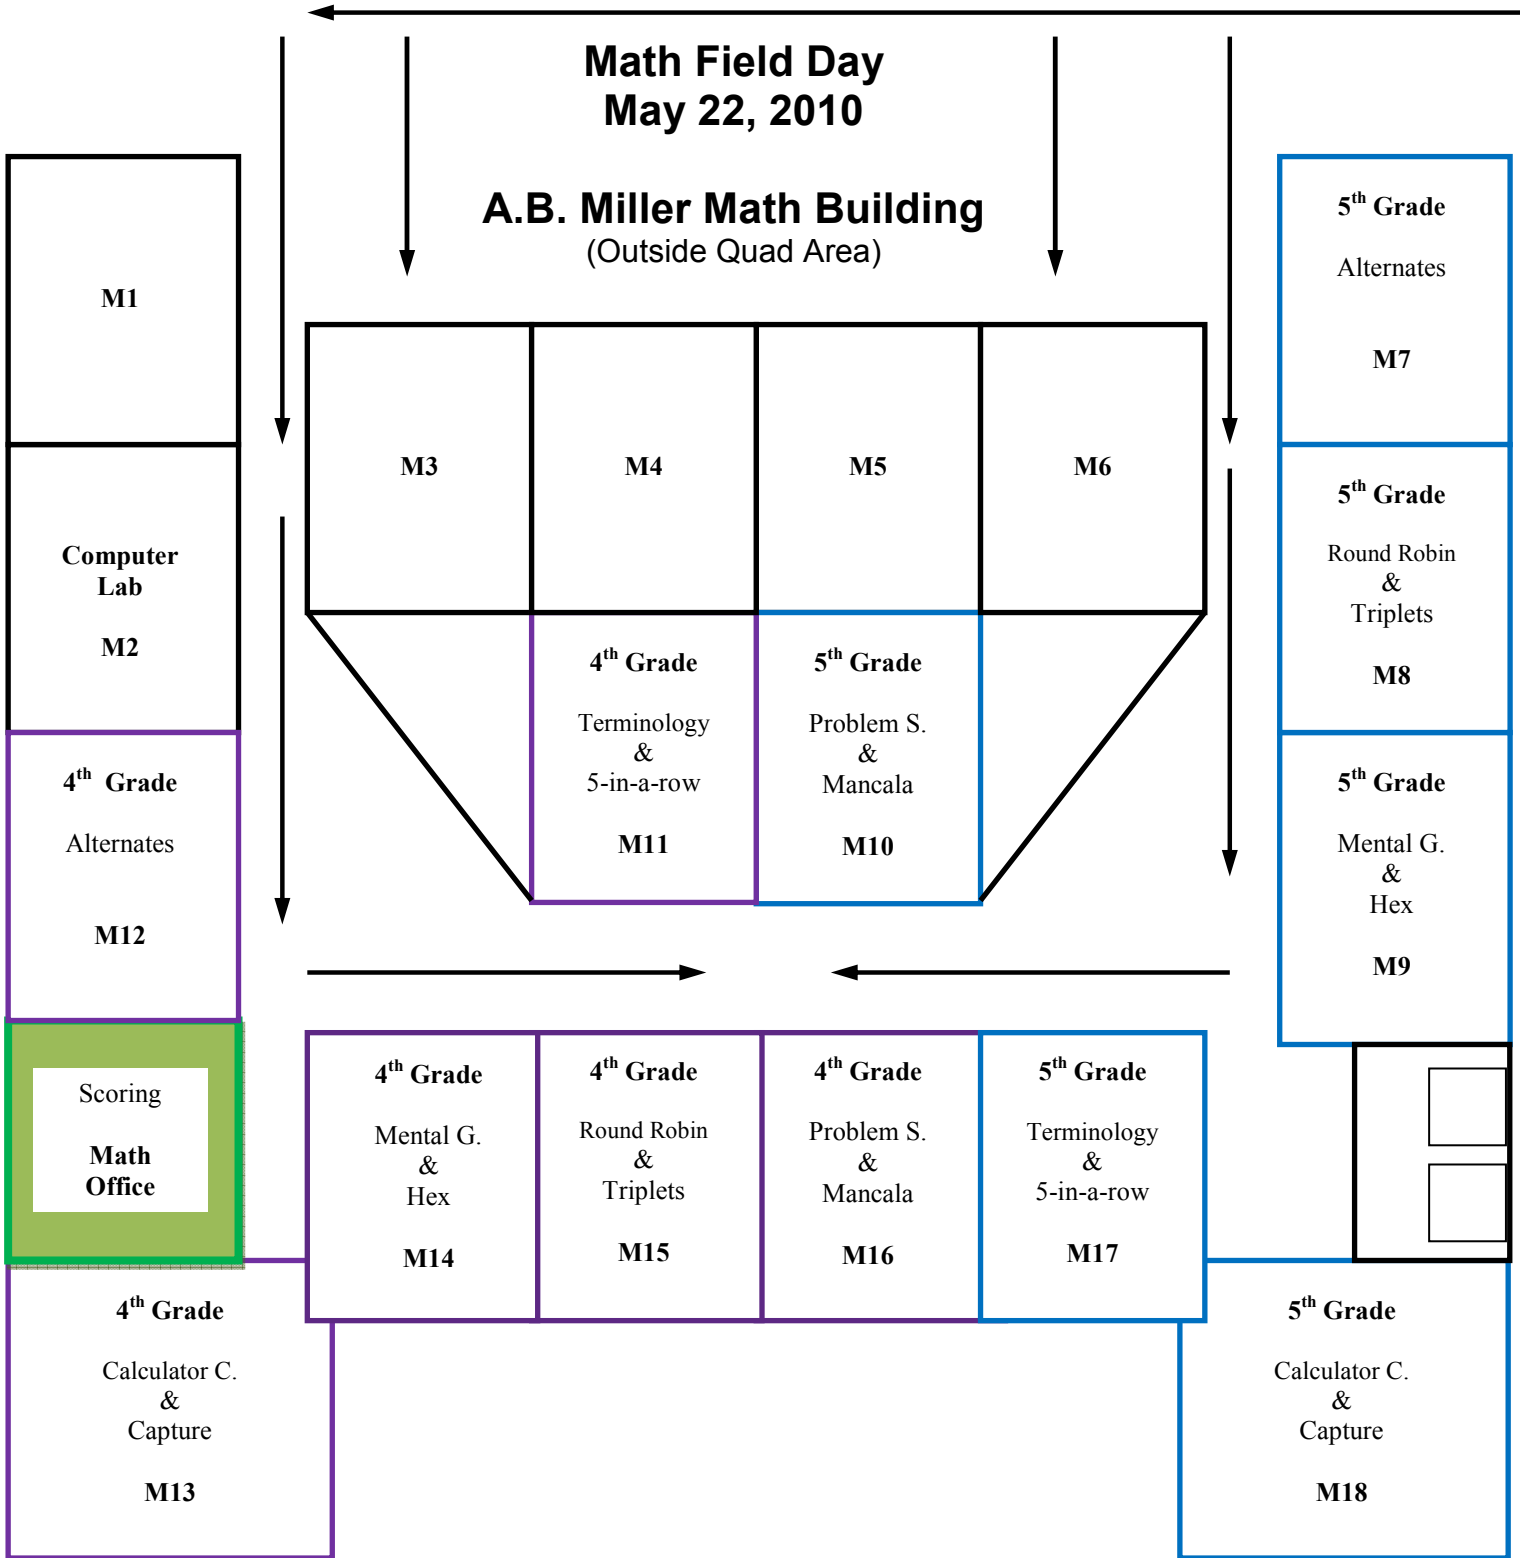 Math Field Day
May 22, 2010
A.B. Miller Math Building
(Outside Quad Area)
M1
Computer
Lab
M2
4th Grade
Alternates
M12
Scoring
Math
Office
4th Grade
Calculator C.
&
Capture
M13
M3
M4
M5
M6
4th Grade
Terminology
&
5-in-a-row
M11
5th Grade
Problem S.
&
Mancala
M10
4th Grade
Mental G.
&
Hex
M14
4th Grade
Round Robin
&
Triplets
M15
4th Grade
Problem S.
&
Mancala
M16
5th Grade
Terminology
&
5-in-a-row
M17
5th Grade
Alternates
M7
5th Grade
Round Robin
&
Triplets
M8
5th Grade
Mental G.
&
Hex
M9
5th Grade
Calculator C.
&
Capture
M18